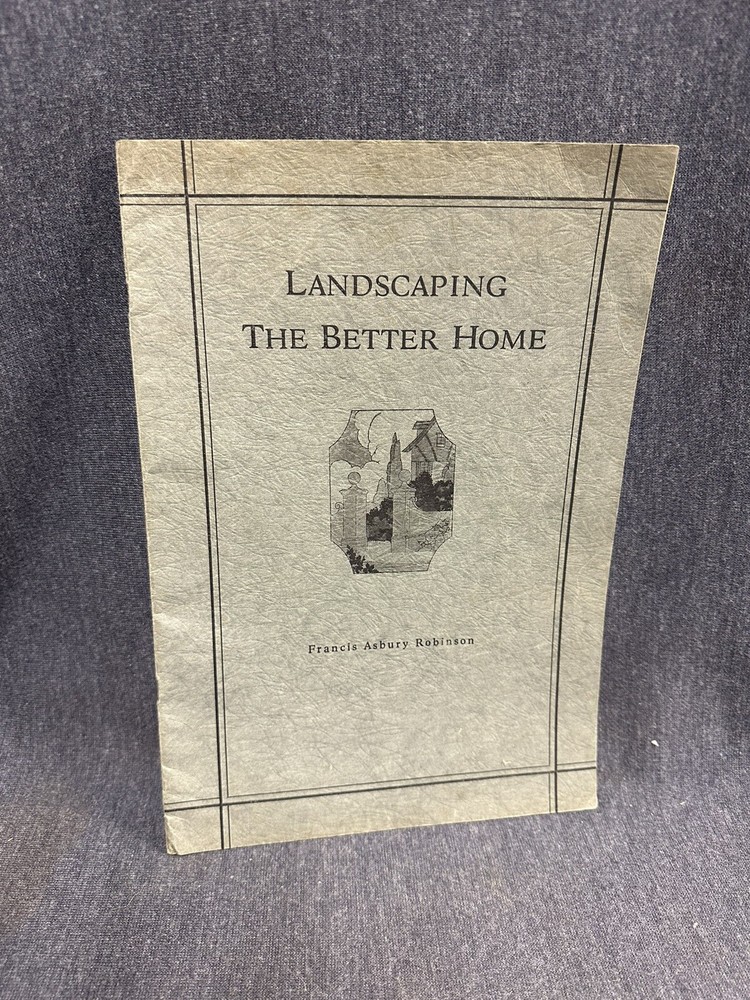 LANDSCAPING
THE BETTER HOME
Francis Asbury Robinson